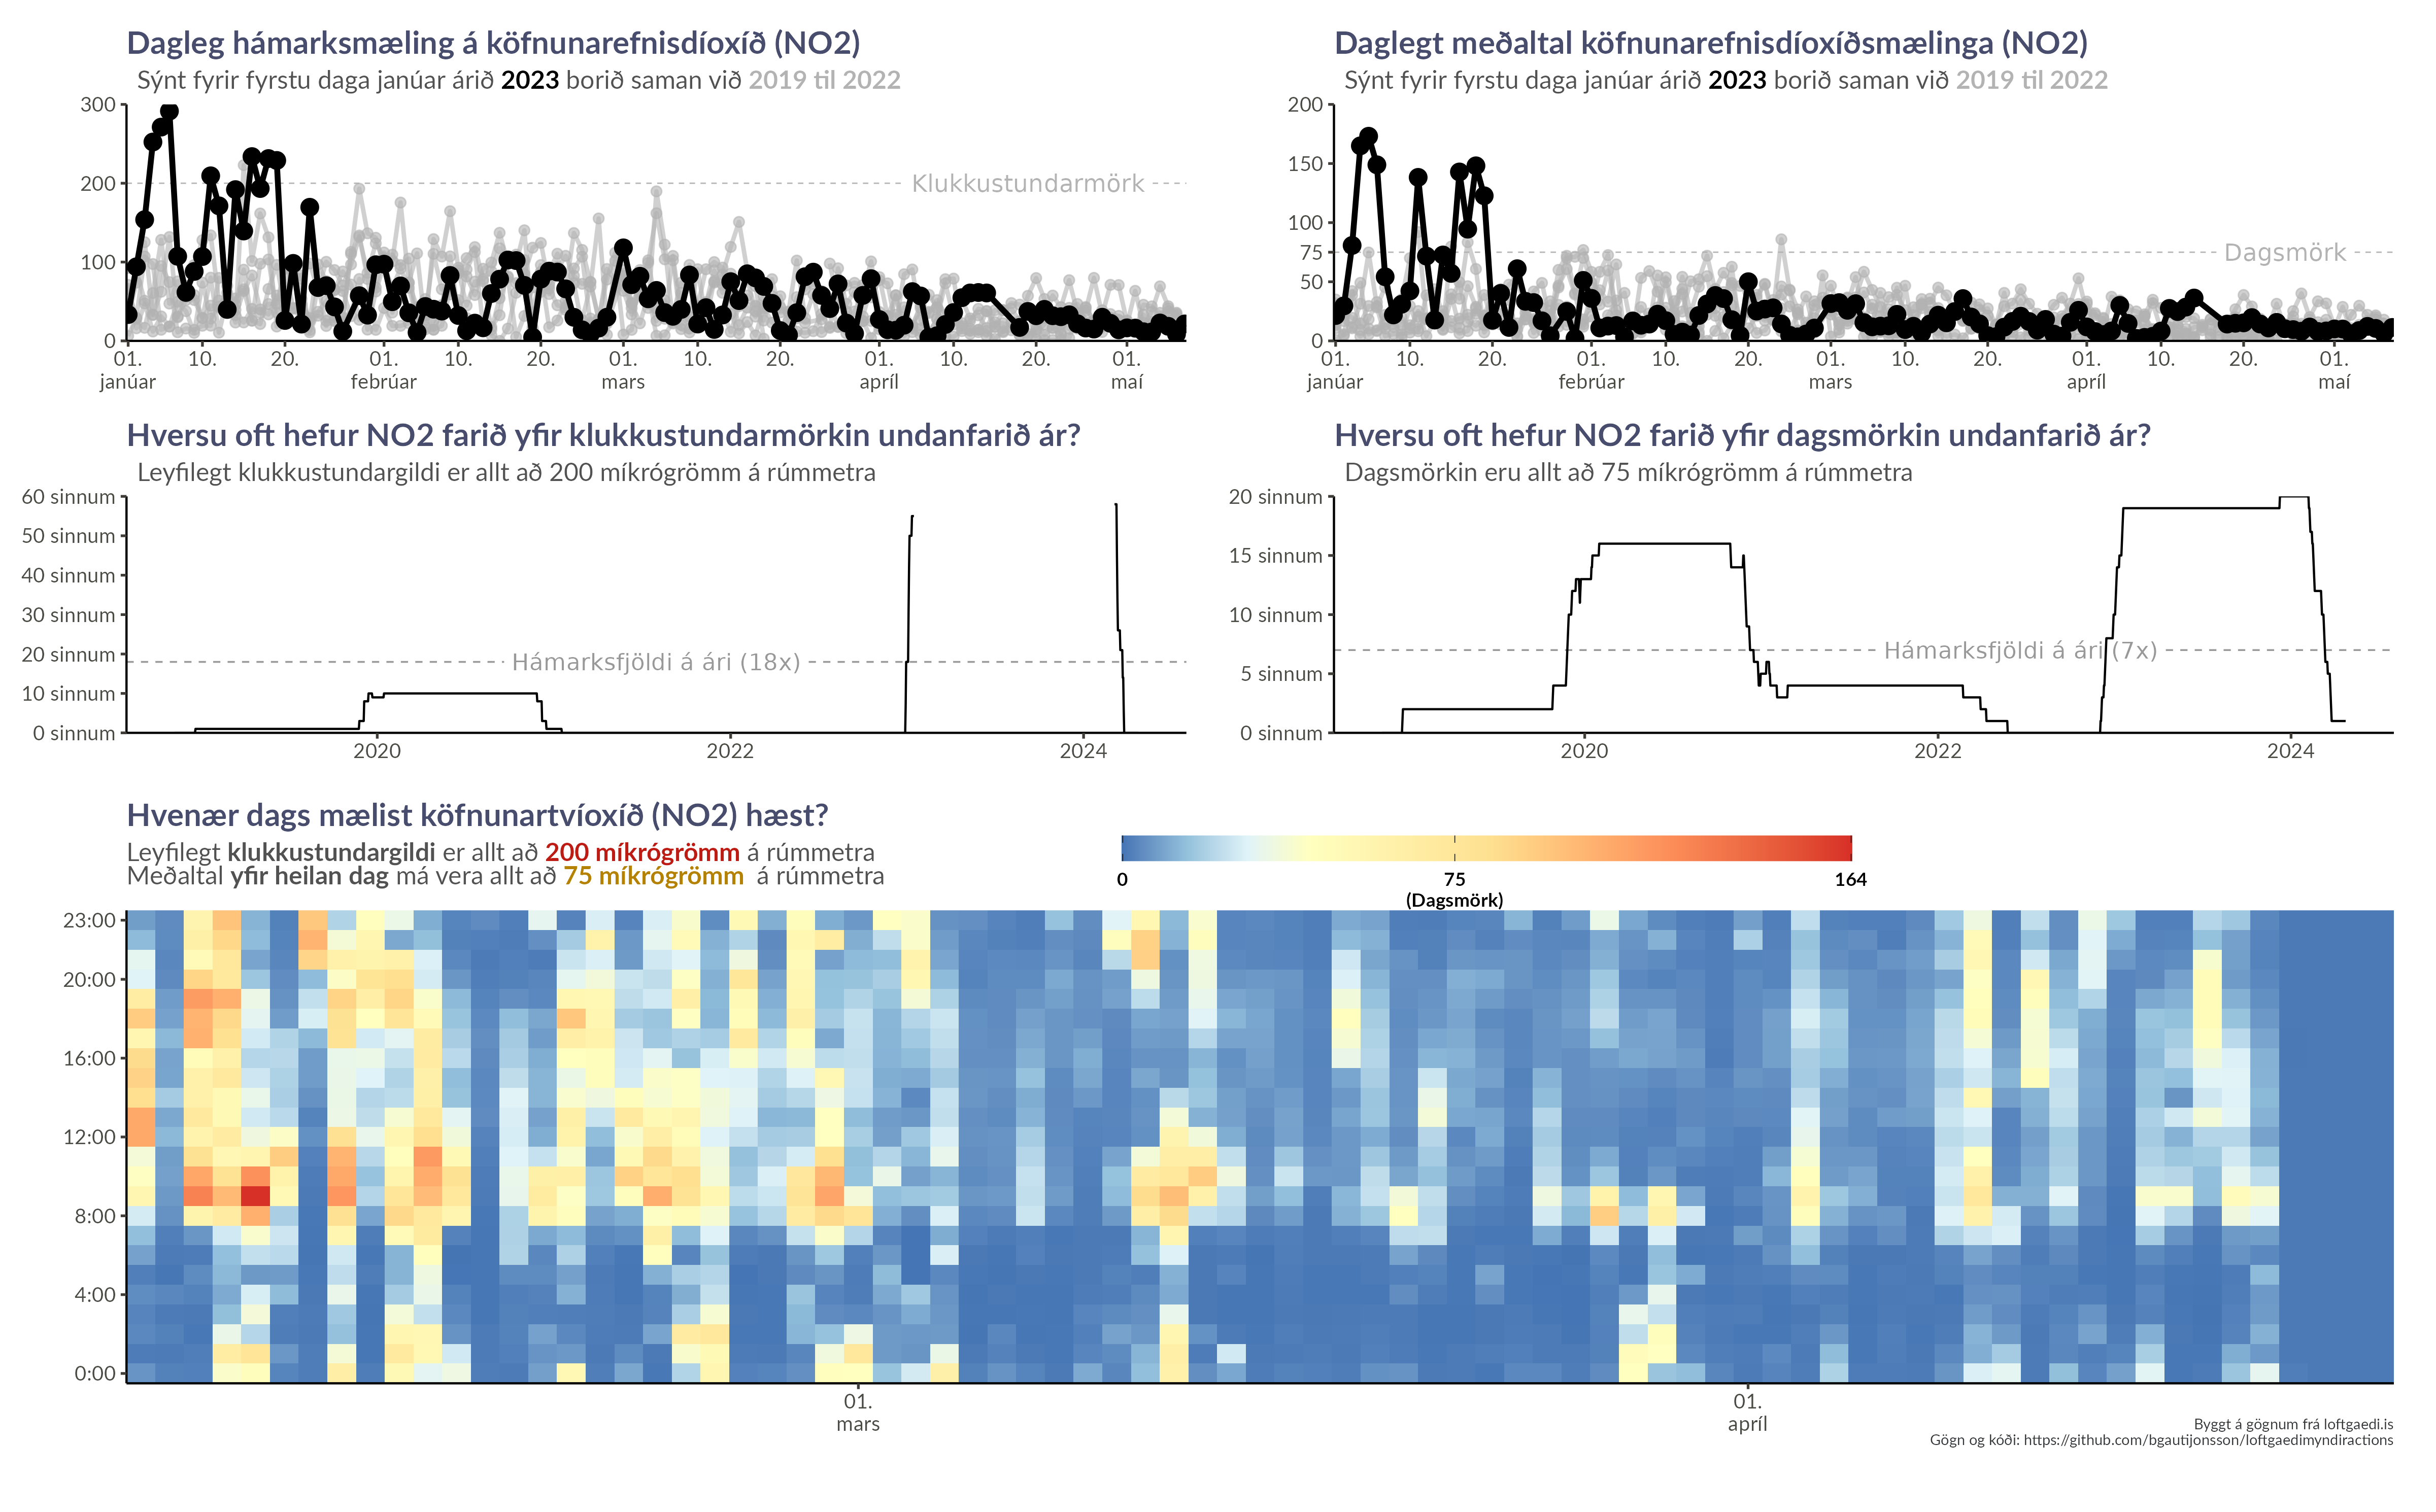 Dagleg hámarksmæling á köfnunarefnisdíoxíð (NO2)
Sýnt fyrir fyrstu daga janúar árið 2023 borið saman við 2019 til 2022
300
200
100
0
Klukkustundarmörk
01. 10. 20. 01. 10. 20. 01. 10. 20. 01. 10. 20. 01.
janúar febrúar mars apríl maí
Daglegt meðaltal köfnunarefnisdíoxíðsmælinga (NO2)
Sýnt fyrir fyrstu daga janúar árið 2023 borið saman við 2019 til 2022
200
150
100
75
50
0
Dagsmörk
01. 10. 20. 01. 10. 20. 01. 10. 20. 01. 10. 20. 01.
janúar febrúar mars apríl maí
Hversu oft hefur NO2 farið yfir klukkustundarmörkin undanfarið ár?
Leyfilegt klukkustundargildi er allt að 200 míkrógrömm á rúmmetra
60 sinnum
50 sinnum
40 sinnum
30 sinnum
20 sinnum
10 sinnum
0 sinnum
Hámarksfjöldi á ári (18x)
2020 2022 2024
Hversu oft hefur NO2 farið yfir dagsmörkin undanfarið ár?
Dagsmörkin eru allt að 75 míkrógrömm á rúmmetra
20 sinnum
15 sinnum
10 sinnum
5 sinnum
0 sinnum
Hámarksfjöldi á ári (7x)
2020 2022 2024
Hvenær dags mælist köfnunartvíoxíð (NO2) hæst?
Leyfilegt klukkustundargildi er allt að 200 míkrógrömm á rúmmetra
Meðaltal yfir heilan dag má vera allt að 75 míkrógrömm á rúmmetra
0 75 164
(Dagsmörk)
23:00
20:00
16:00
12:00
8:00
4:00
0:00
01. 01.
mars apríl
Byggt á gögnum frá loftgaedi.is
Gögn og kóði: https://github.com/bgautijonsson/loftgaedimyndiractions